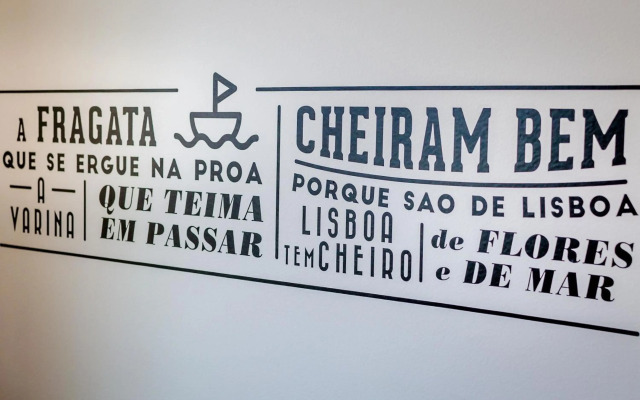 A FRAGATA
QUE SE ERGUE NA PROA
A VARINA
QUE TEIMA
EM PASSAR
CHEIRAM BEM
PORQUE SAO DE LISBOA
LISBOA
TEM CHEIRO
de FLORES
e DE MAR